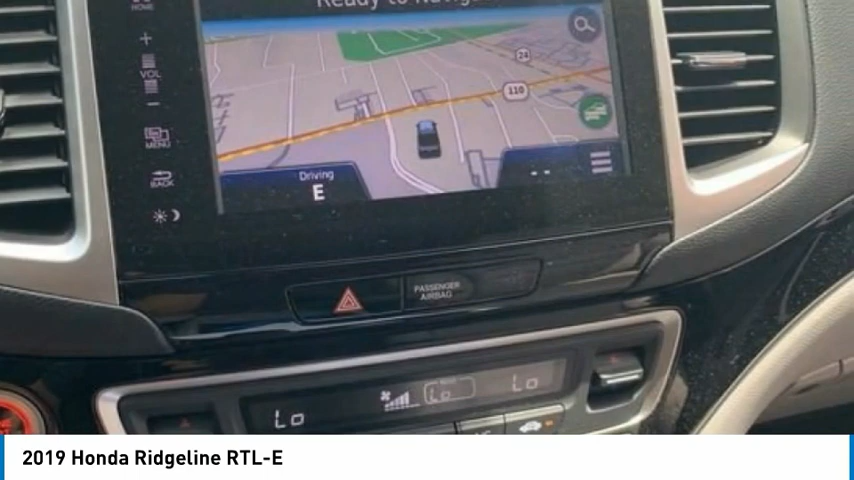 HOME
Ready to Navigate
+
VOL
−
24
110
MENU
Driving
E
--
BACK
PASSENGER
AIRBAG
Lo
Lo
Lo
2019 Honda Ridgeline RTL-E